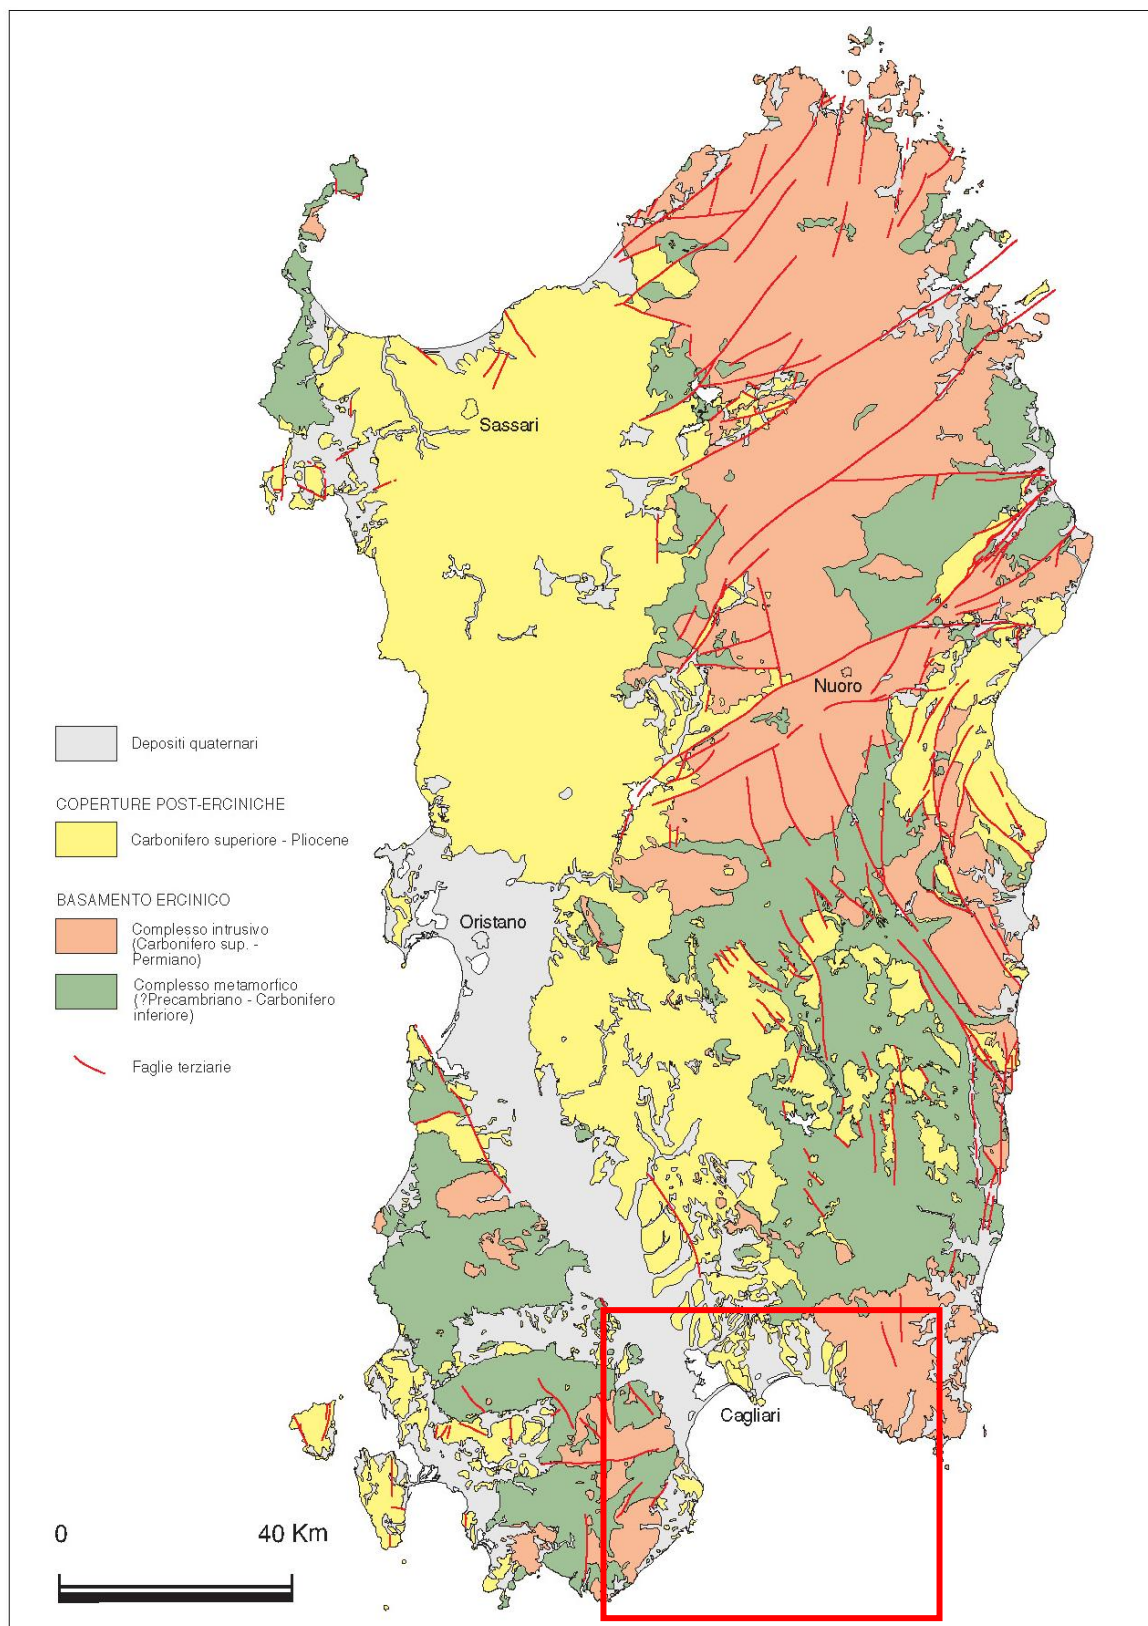 Sassari
Nuoro
Depositi quaternari
COPERTURE POST-ERCINICHE
Carbonifero superiore - Pliocene
BASAMENTO ERCINICO
Complesso intrusivo
(Carbonifero sup. -
Permiano)
Complesso metamorfico
(?Precambriano - Carbonifero
inferiore)
Faglie terziarie
Oristano
Cagliari
0 40 Km